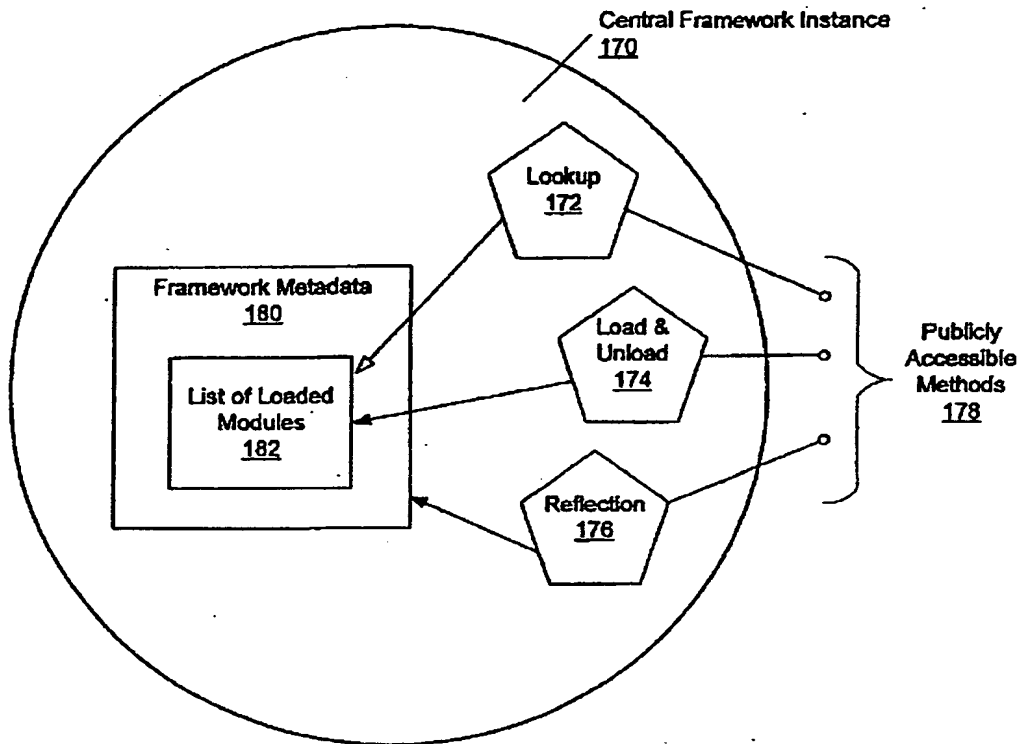 Central Framework Instance
170
Lookup
172
Framework Metadata
180
Load &
Unload
174
List of Loaded
Modules
182
Publicly
Accessible
Methods
178
Reflection
176